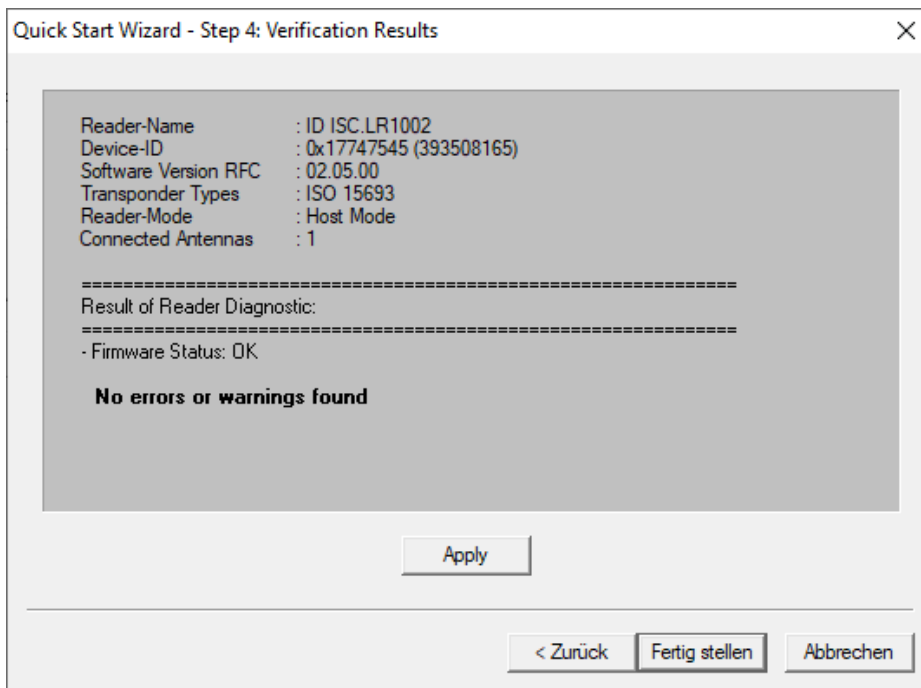 Quick Start Wizard - Step 4: Verification Results
Reader-Name : ID ISC.LR1002
Device-ID : 0x17747545 (393508165)
Software Version RFC : 02.05.00
Transponder Types : ISO 15693
Reader-Mode : Host Mode
Connected Antennas : 1
===============================================================
Result of Reader Diagnostic:
===============================================================
- Firmware Status: OK
No errors or warnings found
Apply
< Zurück Fertig stellen Abbrechen